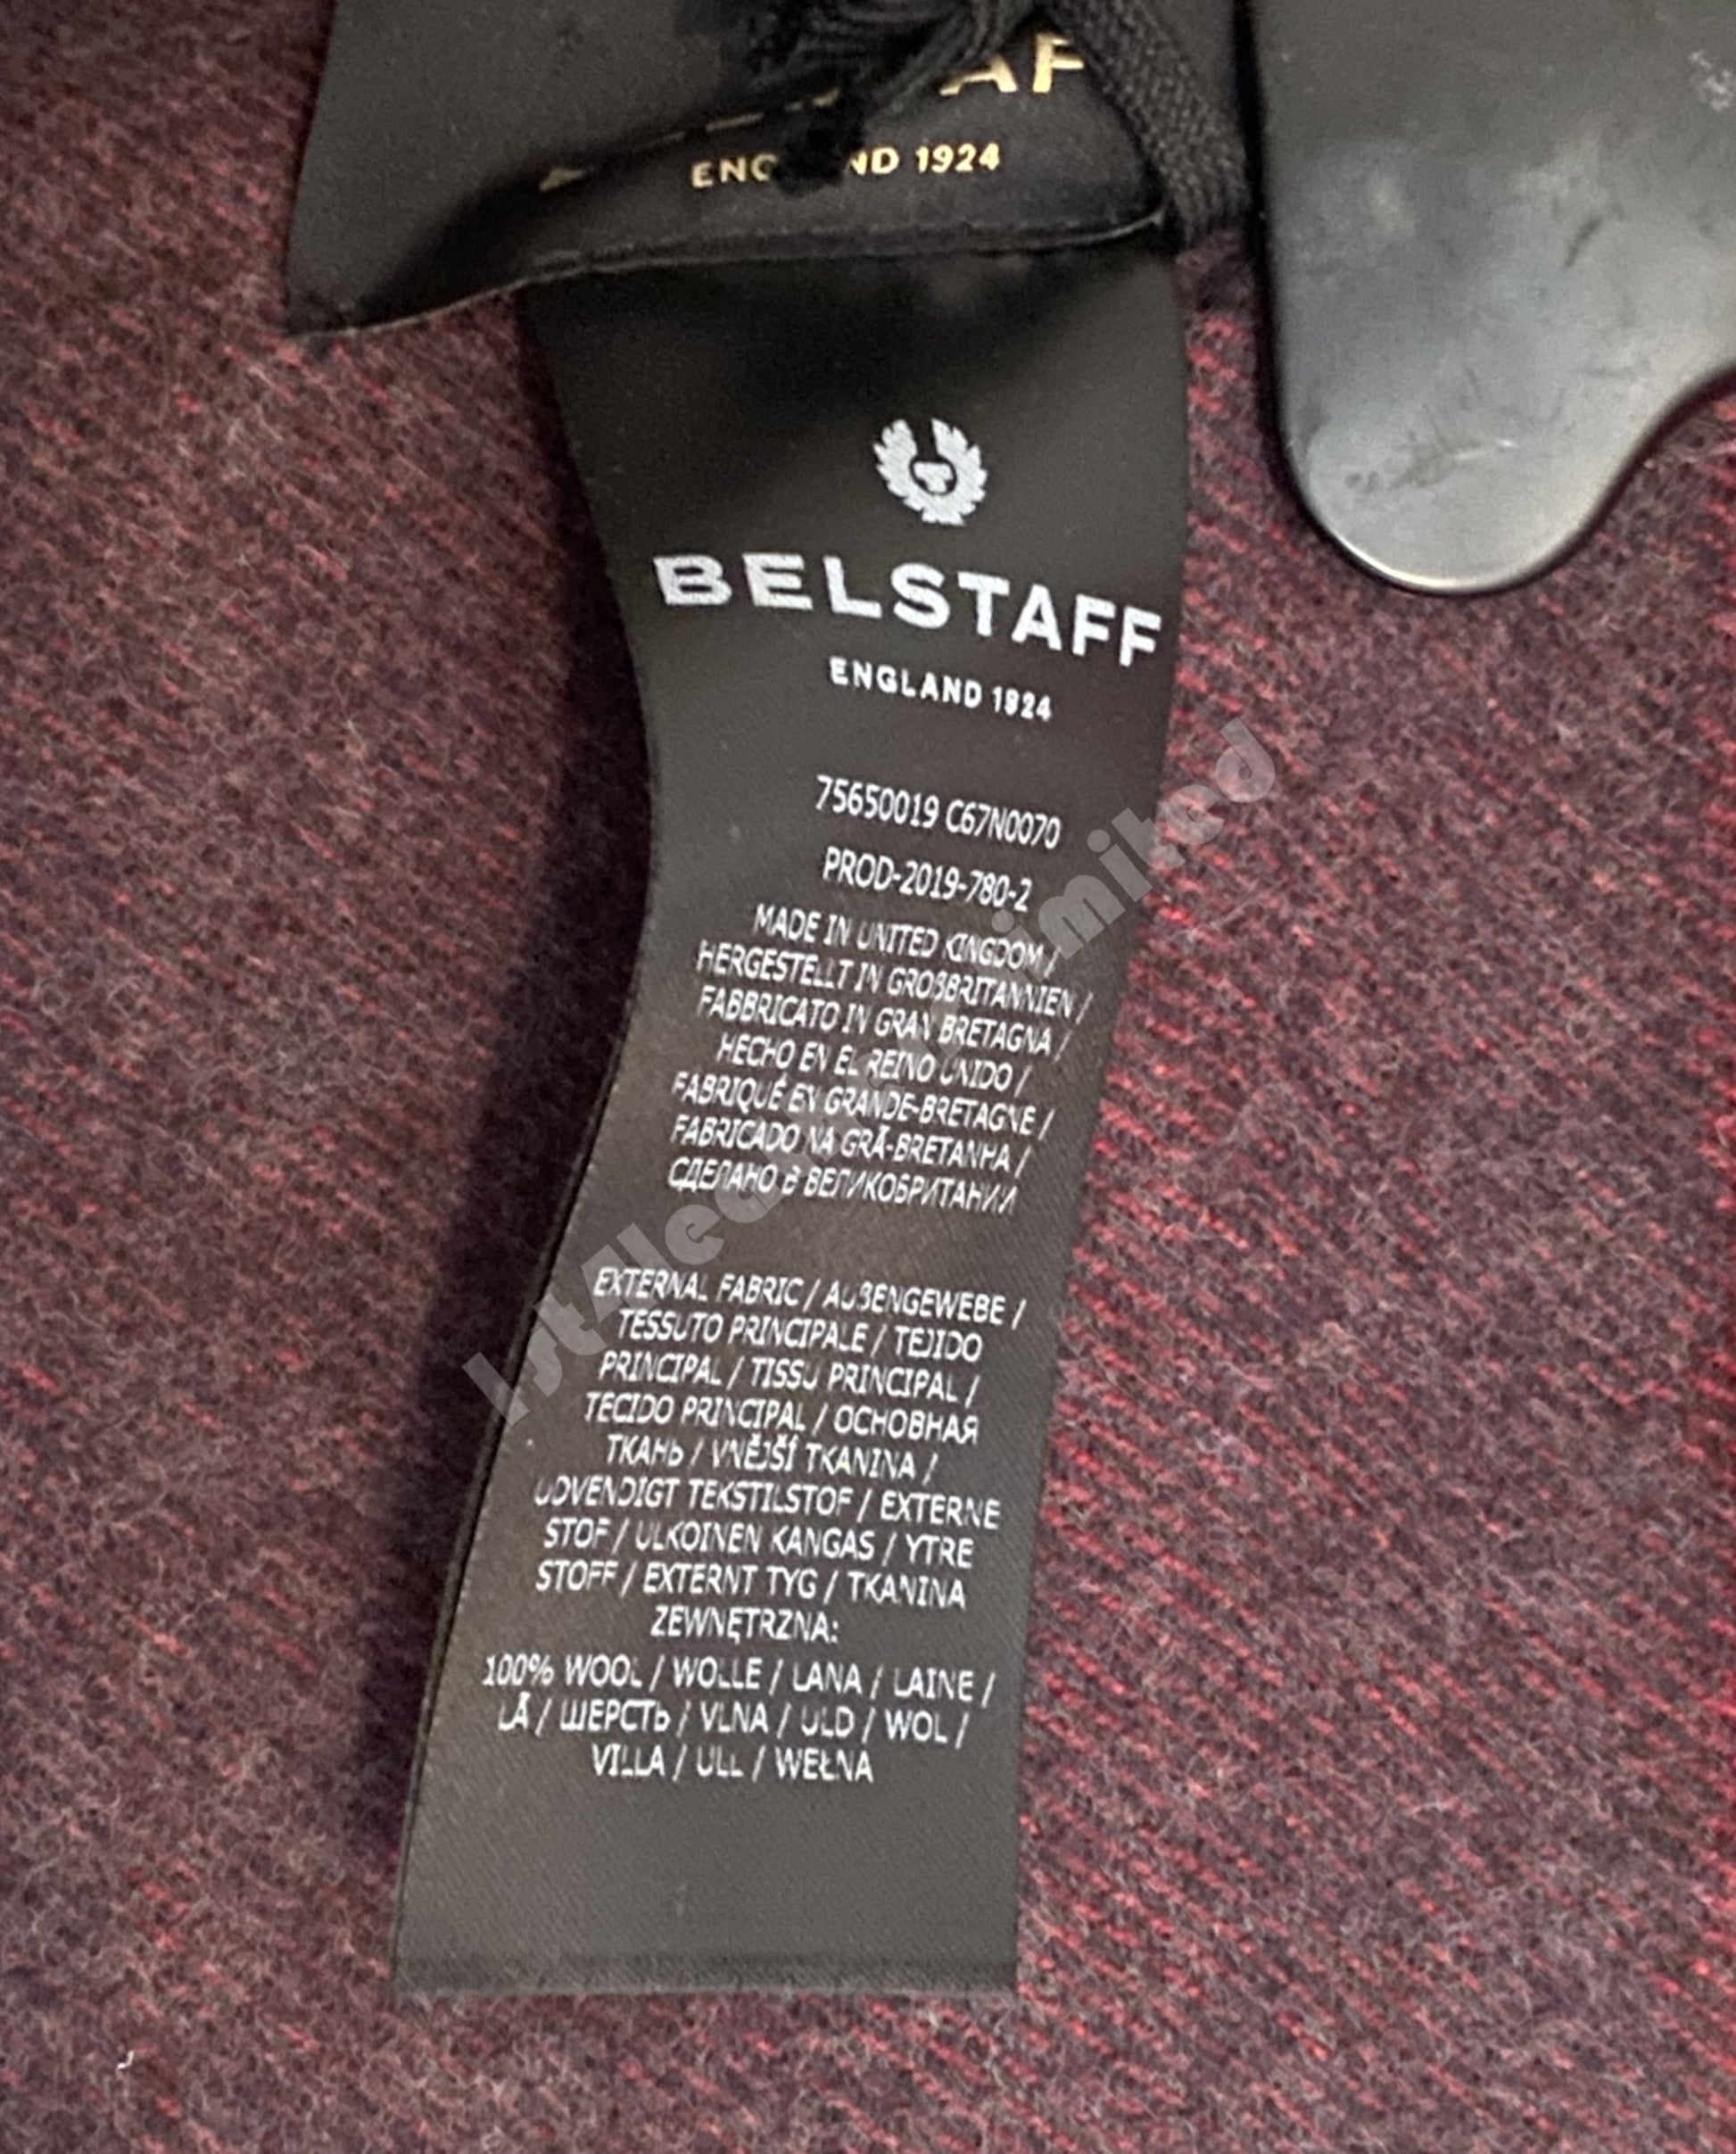 AF
ENGLAND 1924
BELSTAFF
ENGLAND 1924
75650019 C67N0070
PROD-2019-780-2
MADE IN UNITED KINGDOM /
HERGESTELLT IN GROßBRITANNIEN /
FABBRICATO IN GRAN BRETAGNA /
HECHO EN EL REINO UNIDO /
FABRIQUÉ EN GRANDE-BRETAGNE /
FABRICADO NA GRÃ-BRETANHA /
СДЕЛАНО В ВЕЛИКОБРИТАНИИ
EXTERNAL FABRIC / AUßENGEWEBE /
TESSUTO PRINCIPALE / TEJIDO
PRINCIPAL / TISSU PRINCIPAL /
TECIDO PRINCIPAL / ОСНОВНАЯ
ТКАНЬ / VNĚJŠÍ TKANINA /
UDVENDIGT TEKSTILSTOF / EXTERNE
STOF / ULKOINEN KANGAS / YTRE
STOFF / EXTERNT TYG / TKANINA
ZEWNĘTRZNA:
100% WOOL / WOLLE / LANA / LAINE /
LÃ / ШЕРСТЬ / VLNA / ULD / WOL /
VILLA / ULL / WEŁNA